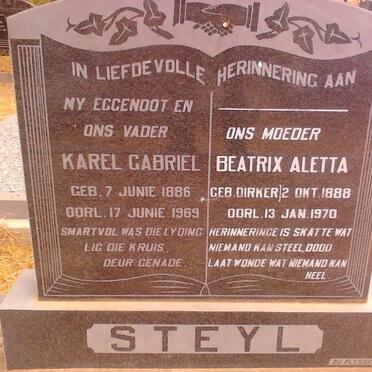 IN LIEFDEVOLLE HERINNERING AAN
MY EGGENOOT EN
ONS VADER
KAREL GABRIEL
GEB. 7 JUNIE 1886
OORL. 17 JUNIE 1969
SMARTVOL WAS DIE LYDING
LIG DIE KRUIS
DEUR GENADE
ONS MOEDER
BEATRIX ALETTA
(GEB. DIRKER) 2 OKT. 1888
OORL. 13 JAN. 1970
HERINNERINGE IS SKATTE WAT
NIEMAND KAN STEEL, DOOD
LAAT WONDE WAT NIEMAND KAN
HEEL
STEYL
DU PLESSIS